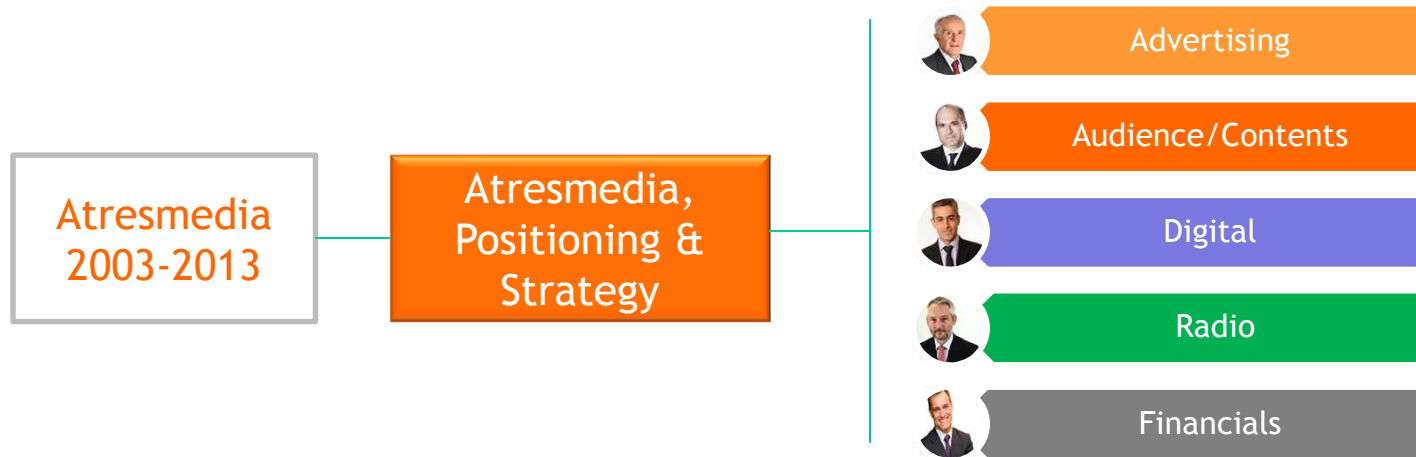 Atresmedia
2003-2013
Atresmedia,
Positioning &
Strategy
Advertising
Audience/Contents
Digital
Radio
Financials